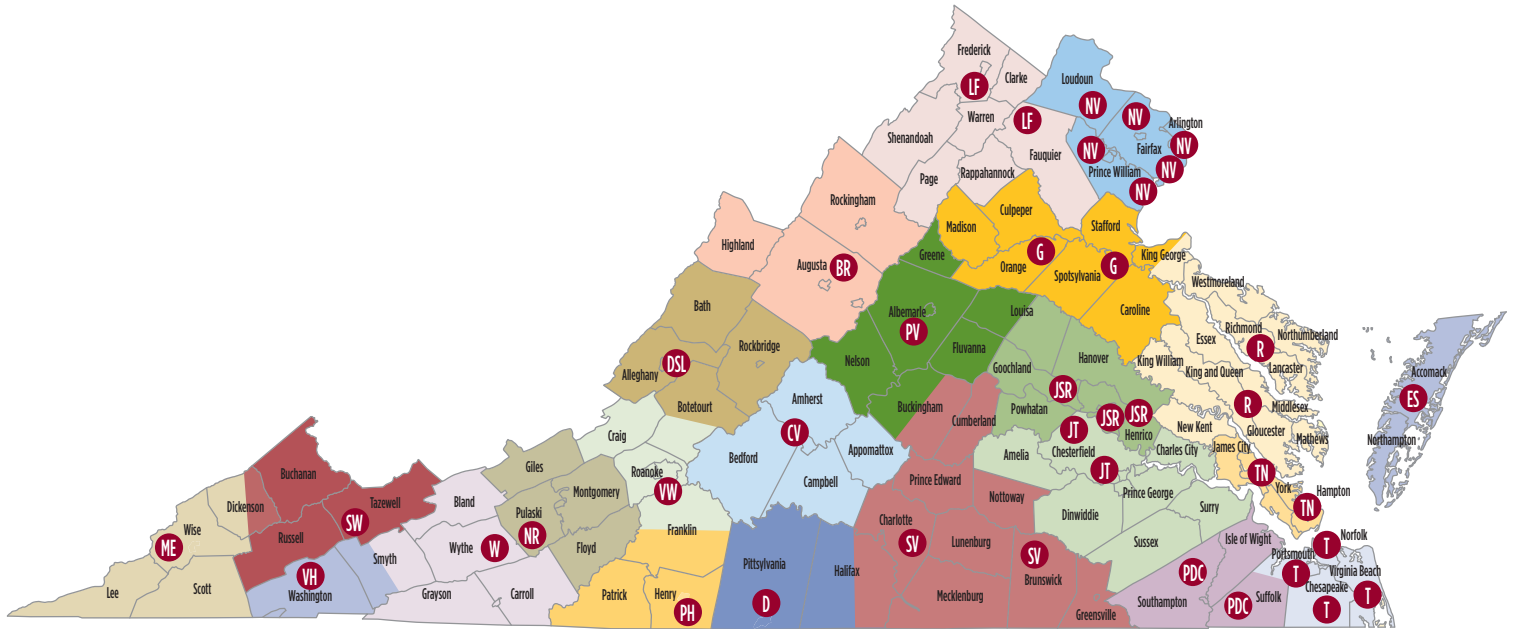 Frederick
LF
Clarke
Loudoun
NV
NV
Arlington
NV
Fairfax
NV
NV
Prince William
NV
Warren
LF
Shenandoah
Fauquier
Page
Rappahannock
Rockingham
Culpeper
Madison
Stafford
Highland
Greene
G
King George
Augusta
BR
Orange
G
Spotsylvania
Westmoreland
Bath
Albemarle
PV
Louisa
Caroline
Richmond
Northumberland
R
Essex
Rockbridge
Nelson
Fluvanna
Hanover
King William
Lancaster
DSL
Alleghany
Goochland
King and Queen
Accomack
ES
JSR
Botetourt
Amherst
Buckingham
Cumberland
Powhatan
JSR
JSR
R
Middlesex
New Kent
Gloucester
Mathews
Northampton
Craig
CV
JT
Henrico
James City
Charles City
Bedford
Appomattox
Amelia
Chesterfield
JT
TN
Roanoke
VW
Campbell
Prince Edward
Prince George
York
Hampton
TN
Buchanan
Giles
Tazewell
Bland
Montgomery
Nottoway
Surry
Dickenson
Pulaski
NR
Dinwiddie
Wise
SW
Franklin
Charlotte
SV
Lunenburg
Sussex
Isle of Wight
Norfolk
T
ME
Russell
Smyth
Wythe
W
Floyd
SV
Portsmouth
T
Virginia Beach
T
VH
Washington
Pittsylvania
Halifax
Brunswick
PDC
Lee
Scott
Grayson
Carroll
Patrick
Henry
PH
D
Mecklenburg
Greensville
Southampton
PDC
Suffolk
Chesapeake
T